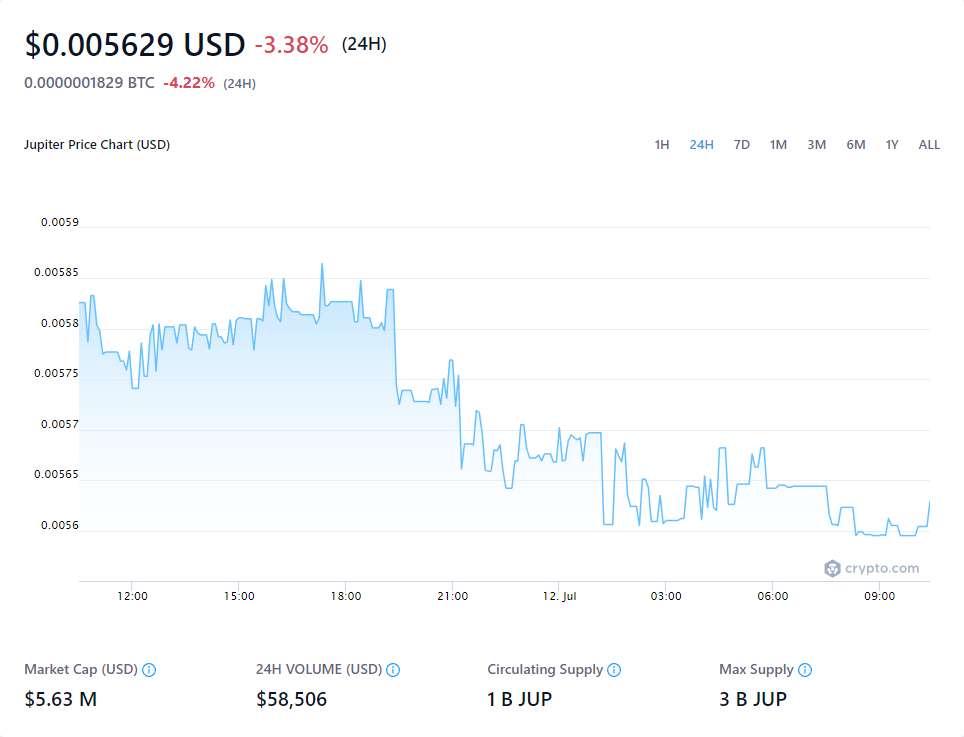 $0.005629 USD -3.38% (24H)
0.0000001829 BTC -4.22% (24H)
Jupiter Price Chart (USD) 1H 24H 7D 1M 3M 6M 1Y ALL
0.0059
0.00585
0.0058
0.00575
0.0057
0.00565
0.0056
crypto.com
12:00 15:00 18:00 21:00 12. Jul 03:00 06:00 09:00
Market Cap (USD) 24H VOLUME (USD) Circulating Supply Max Supply
$5.63 M $58,506 1 B JUP 3 B JUP